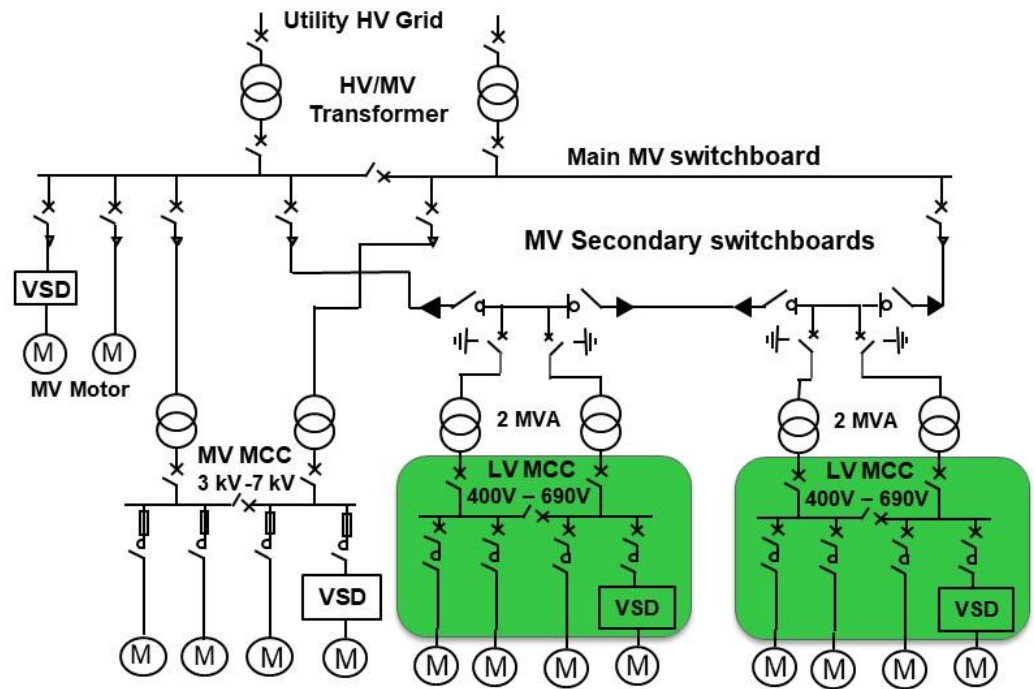 Utility HV Grid
HV/MV
Transformer
Main MV switchboard
MV Secondary switchboards
VSD
M
M
MV Motor
2 MVA
2 MVA
MV MCC
3 kV -7 kV
LV MCC
400V – 690V
LV MCC
400V – 690V
VSD
VSD
VSD
M
M
M
M
M
M
M
M
M
M
M
M